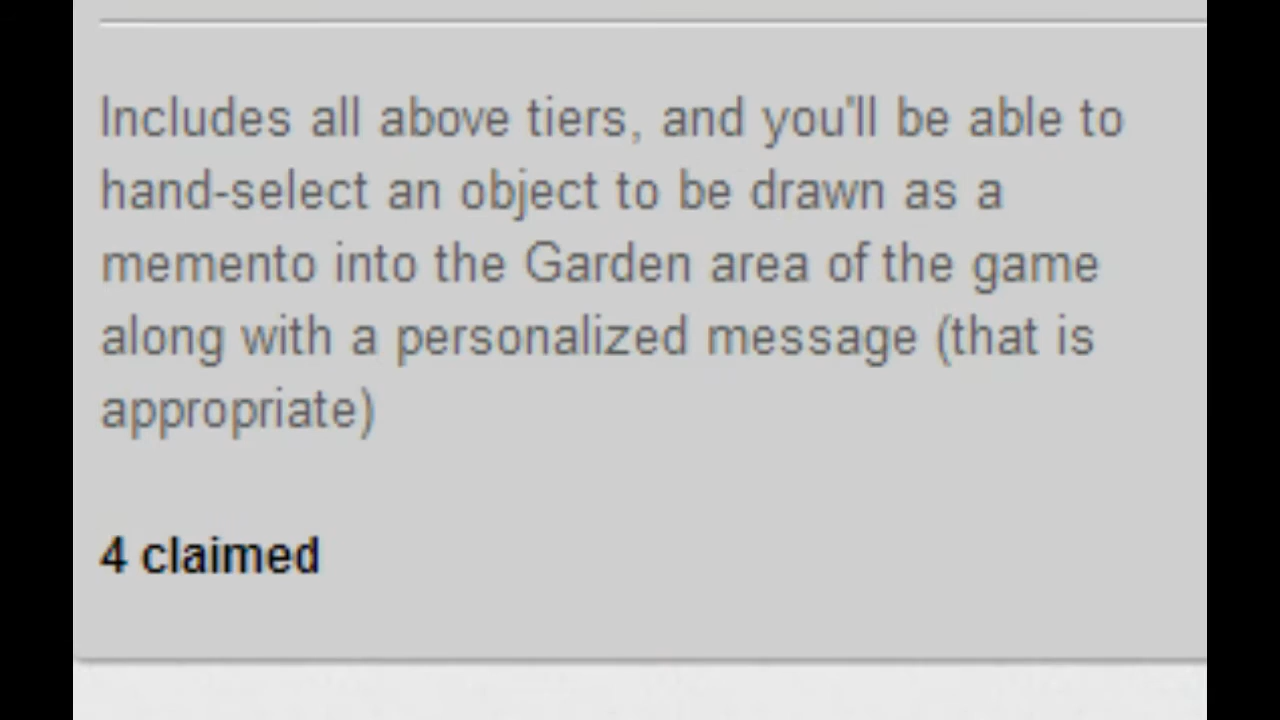 Includes all above tiers, and you'll be able to
hand-select an object to be drawn as a
memento into the Garden area of the game
along with a personalized message (that is
appropriate)
4 claimed